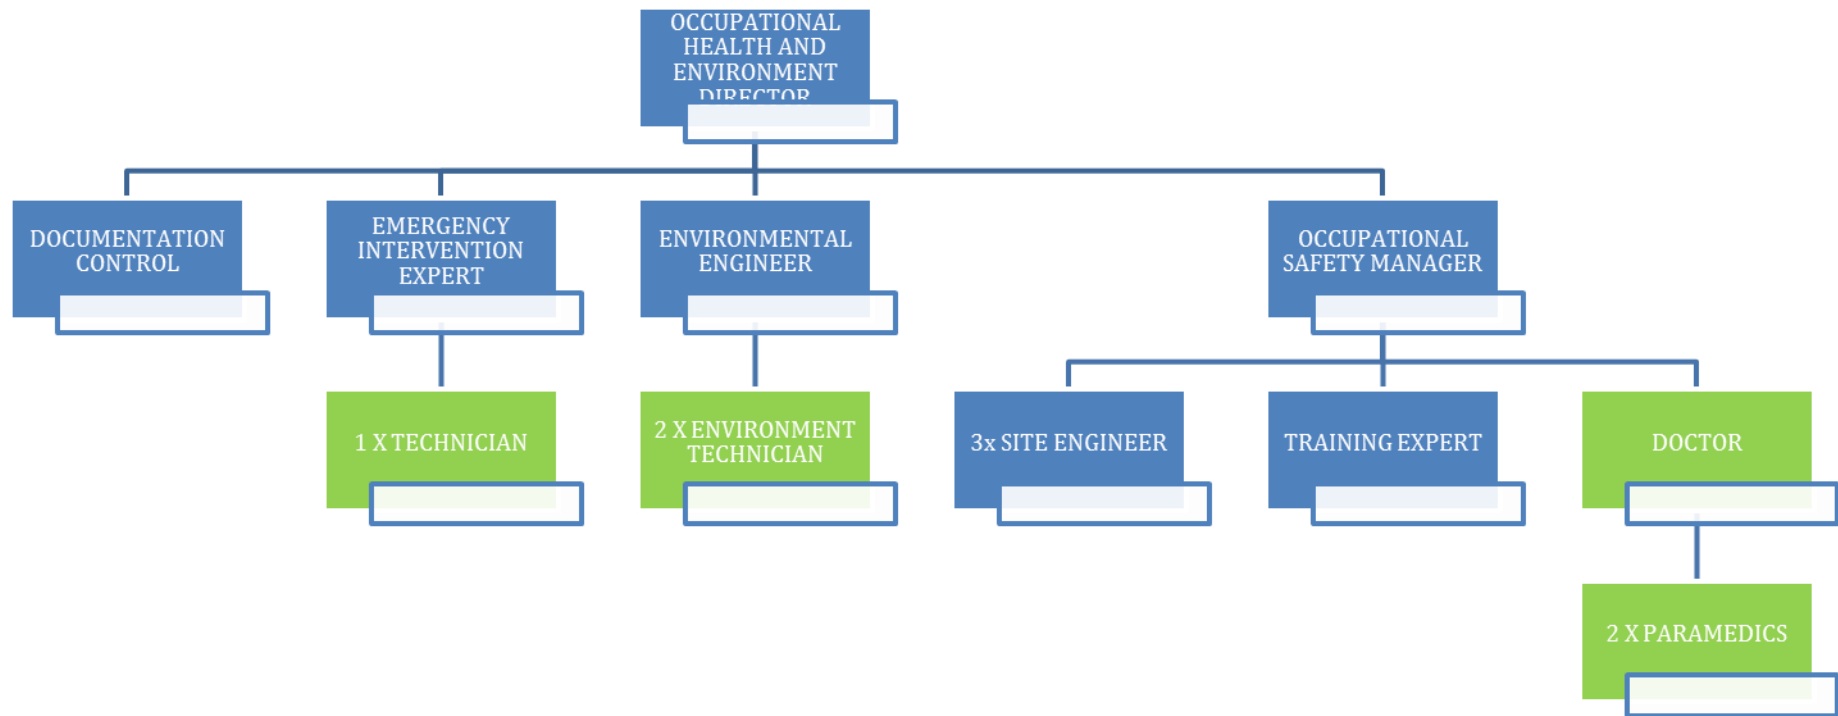 OCCUPATIONAL
HEALTH AND
ENVIRONMENT
DIRECTOR
DOCUMENTATION
CONTROL
EMERGENCY
INTERVENTION
EXPERT
ENVIRONMENTAL
ENGINEER
OCCUPATIONAL
SAFETY MANAGER
1 X TECHNICIAN
2 X ENVIRONMENT
TECHNICIAN
3x SITE ENGINEER
TRAINING EXPERT
DOCTOR
2 X PARAMEDICS